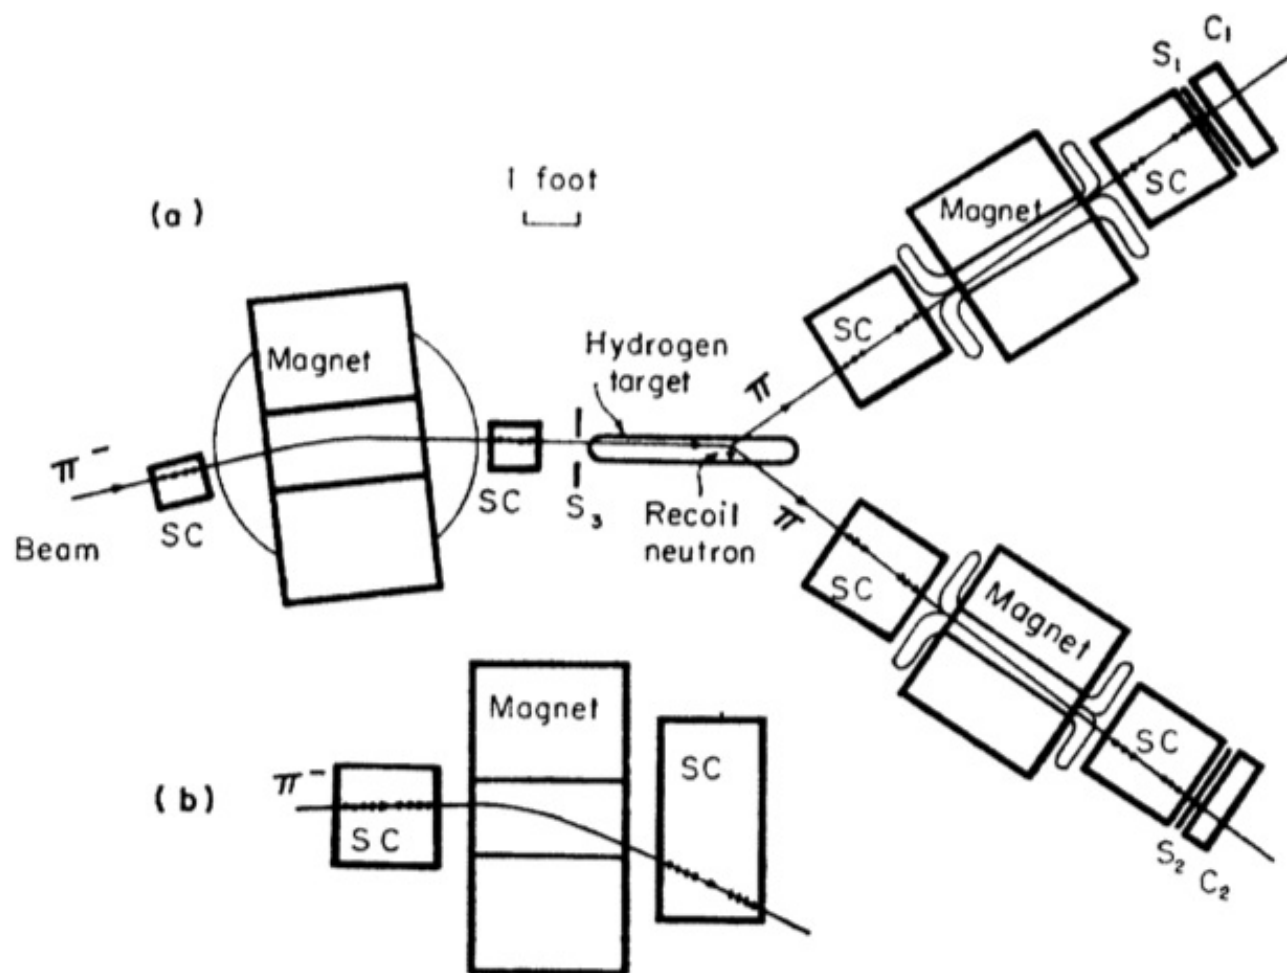 C₁
S₁
1 foot
(a)
SC
Magnet
SC
Magnet
Hydrogen
target
π
π⁻
SC
Beam
SC
S₃
Recoil
neutron
π
SC
Magnet
Magnet
SC
SC
π⁻
(b)
SC
S₂
C₂